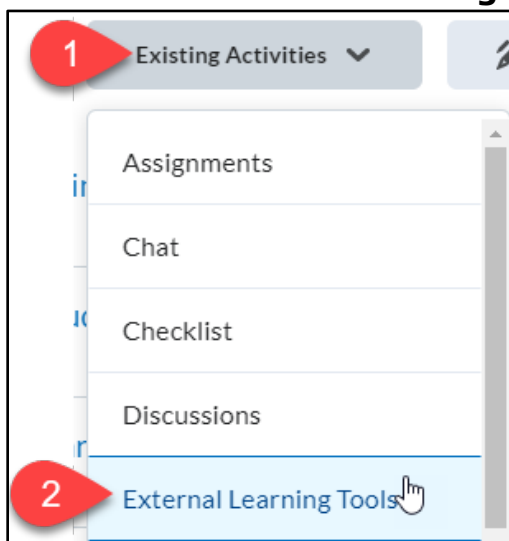 1
Existing Activities
Assignments
Chat
Checklist
Discussions
2
External Learning Tools